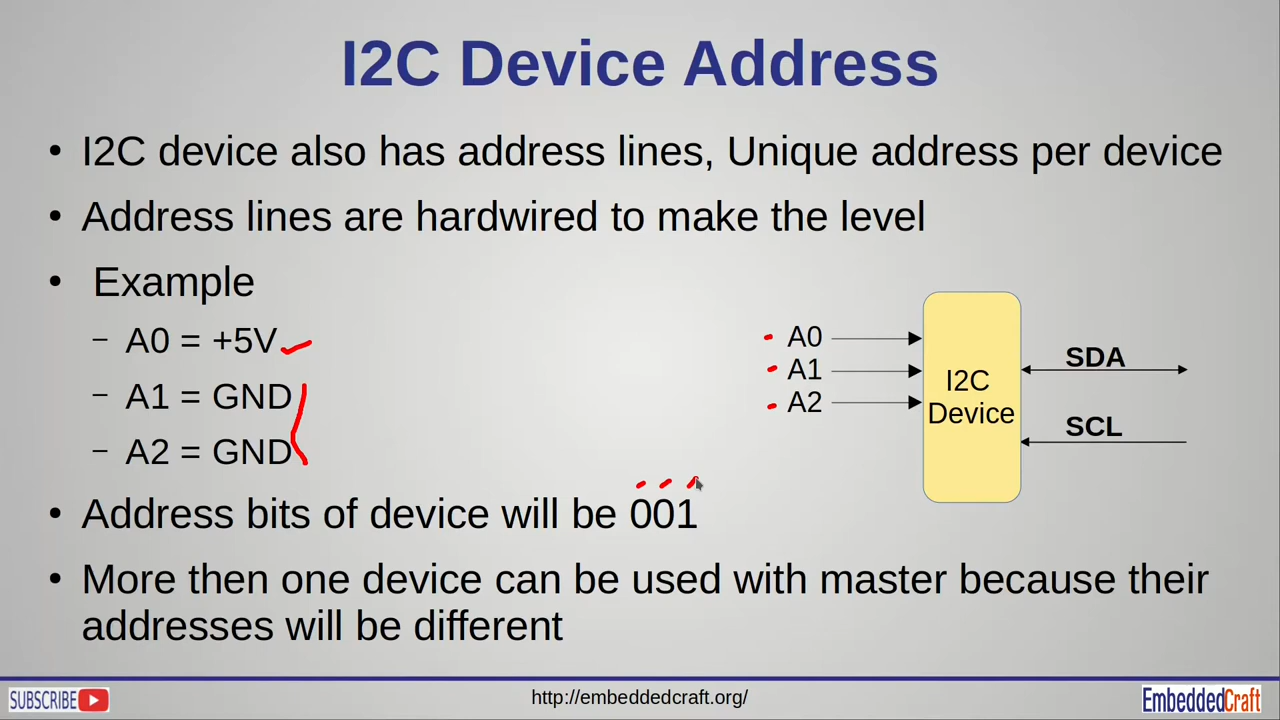 I2C Device Address
• I2C device also has address lines, Unique address per device
• Address lines are hardwired to make the level
• Example
– A0 = +5V
– A1 = GND
– A2 = GND
• Address bits of device will be 001
• More then one device can be used with master because their
addresses will be different
A0
A1
A2
I2C
Device
SDA
SCL
SUBSCRIBE
http://embeddedcraft.org/
EmbeddedCraft